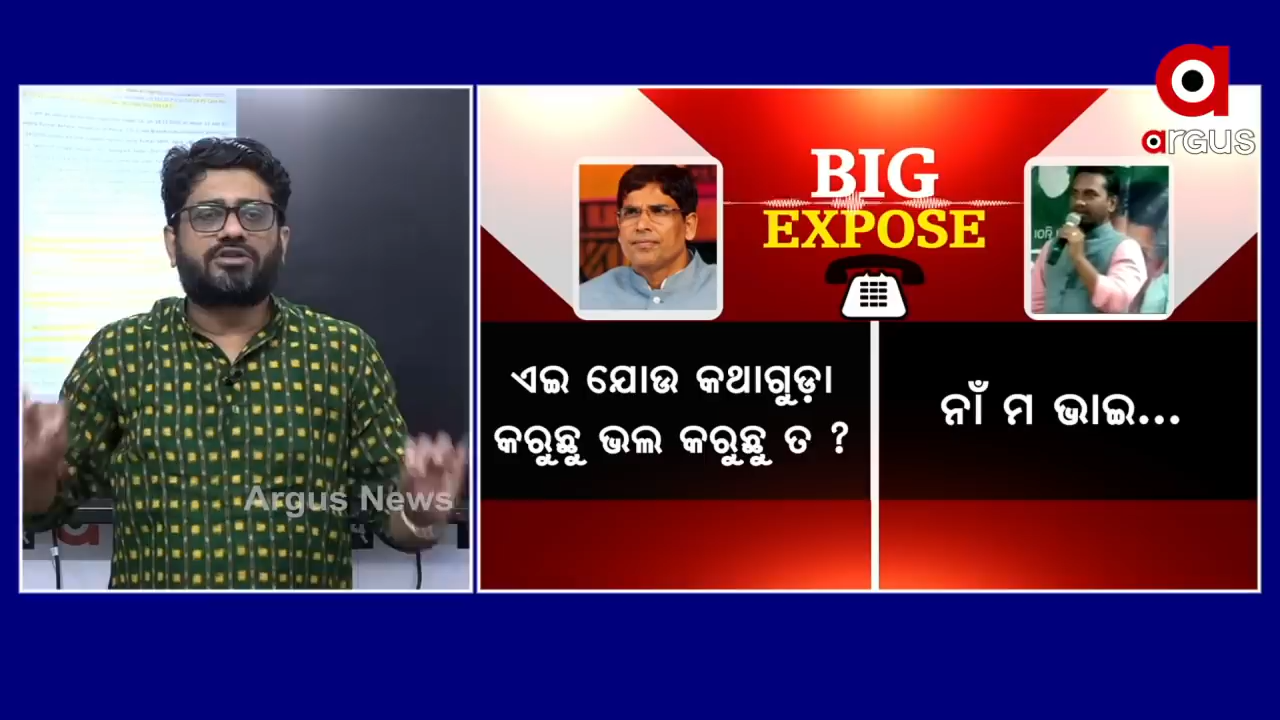 argus
BIG
EXPOSE
ଏଇ ଯୋଉ କଥାଗୁଡ଼ା
କରୁଛୁ ଭଲ କରୁଛୁ ତ ?
ନାଁ ମ ଭାଇ...
Argus News